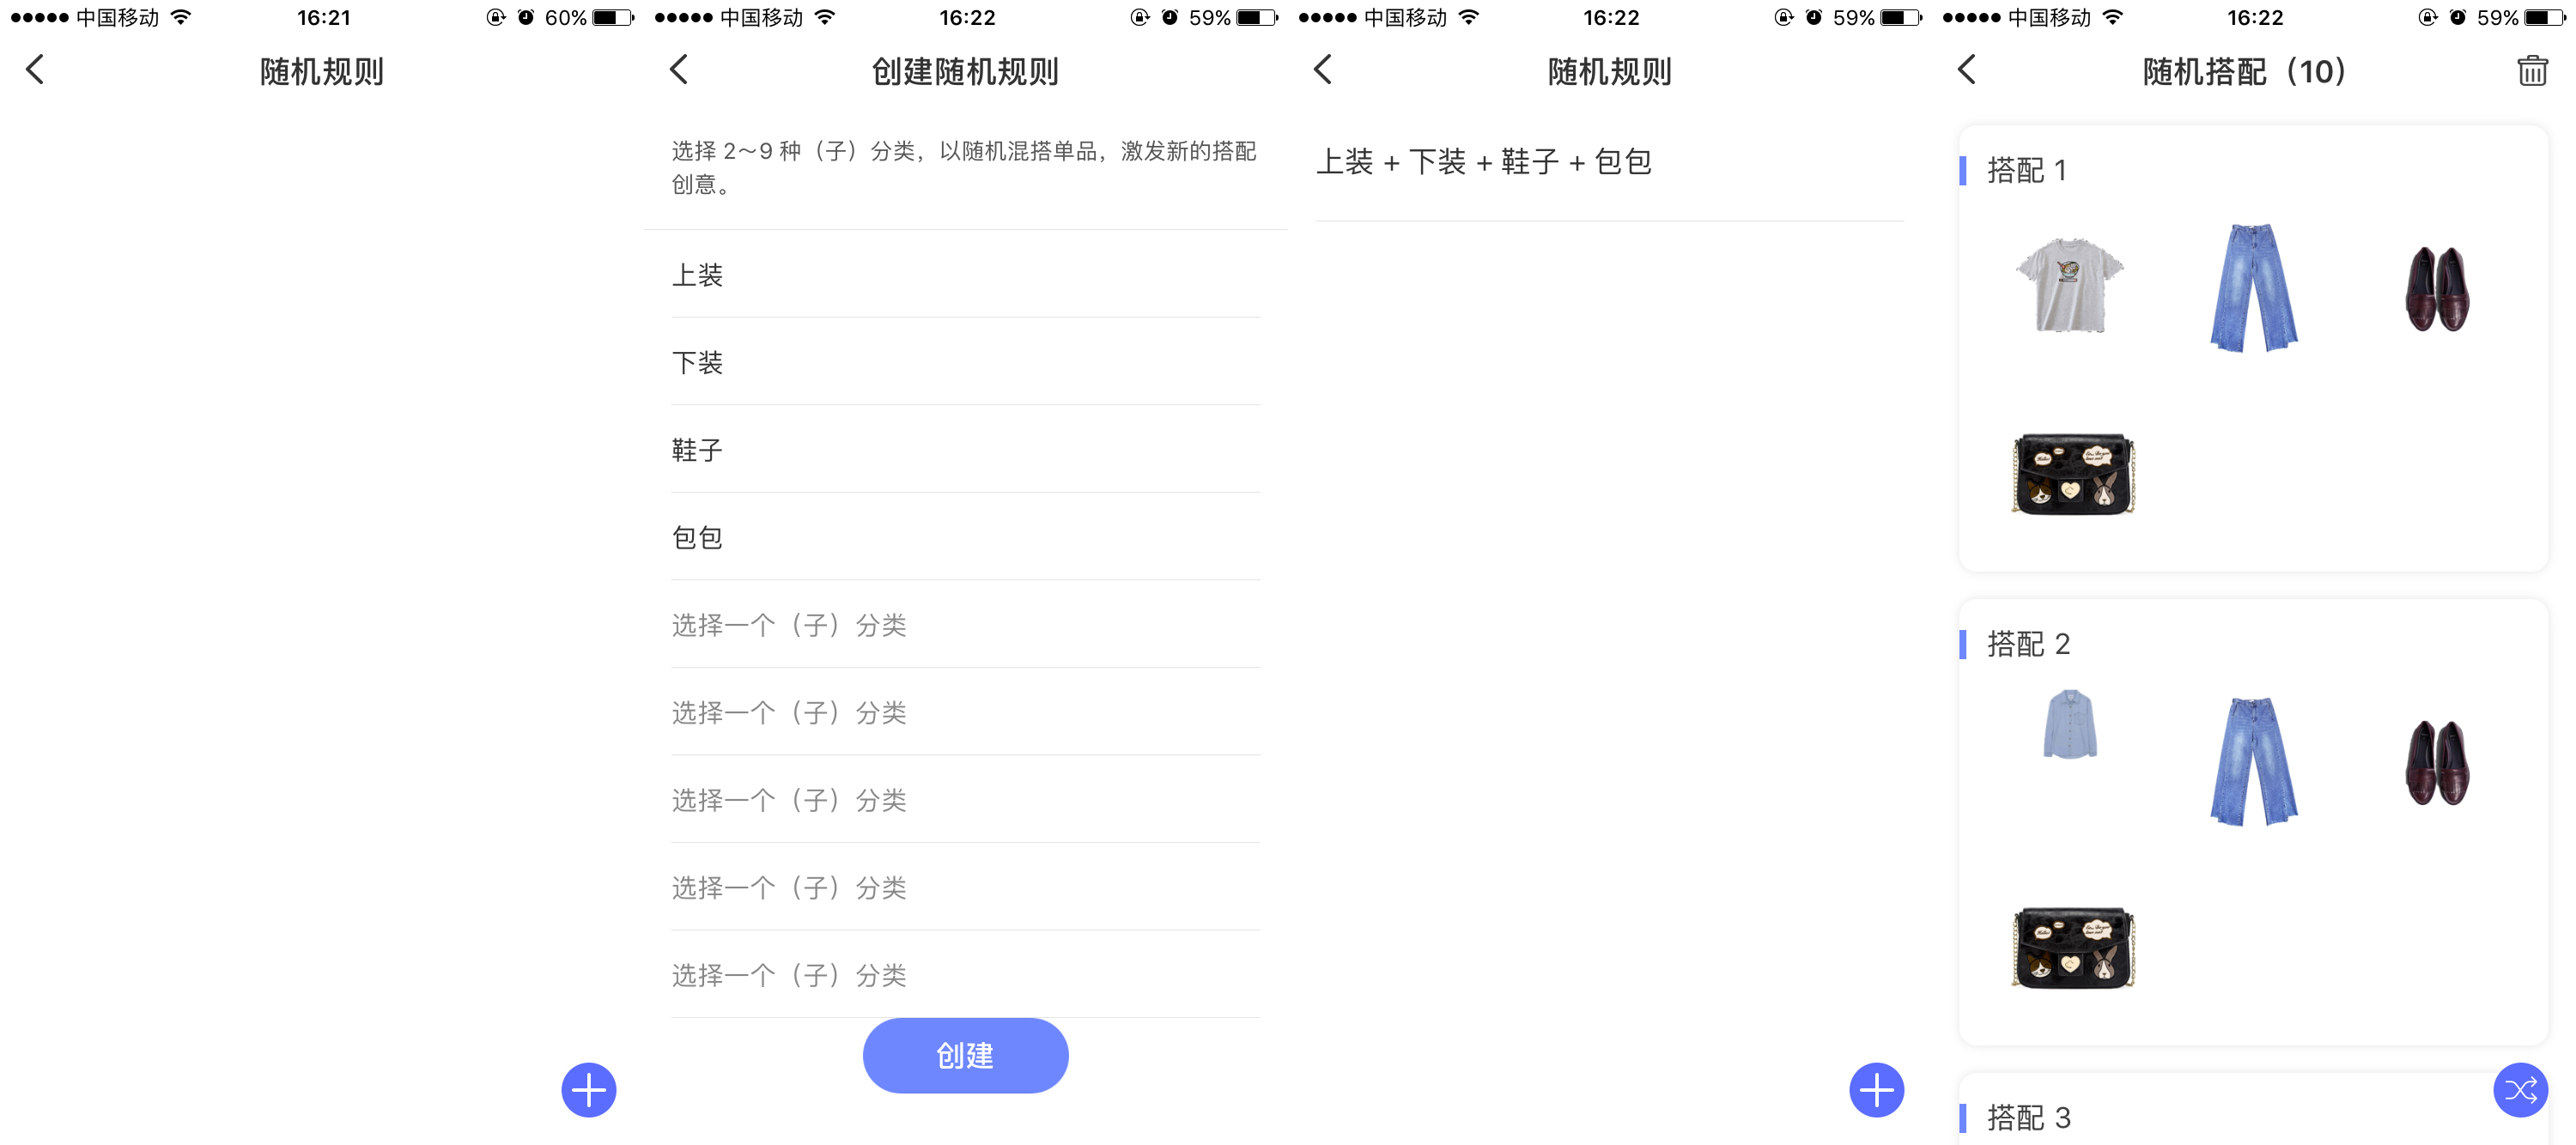 中国移动 16:21 60%
随机规则
中国移动 16:22 59%
创建随机规则
选择 2～9 种（子）分类，以随机混搭单品，激发新的搭配
创意。
上装
下装
鞋子
包包
选择一个（子）分类
选择一个（子）分类
选择一个（子）分类
选择一个（子）分类
选择一个（子）分类
创建
中国移动 16:22 59%
随机规则
上装 + 下装 + 鞋子 + 包包
中国移动 16:22 59%
随机搭配（10）
搭配 1
搭配 2
搭配 3